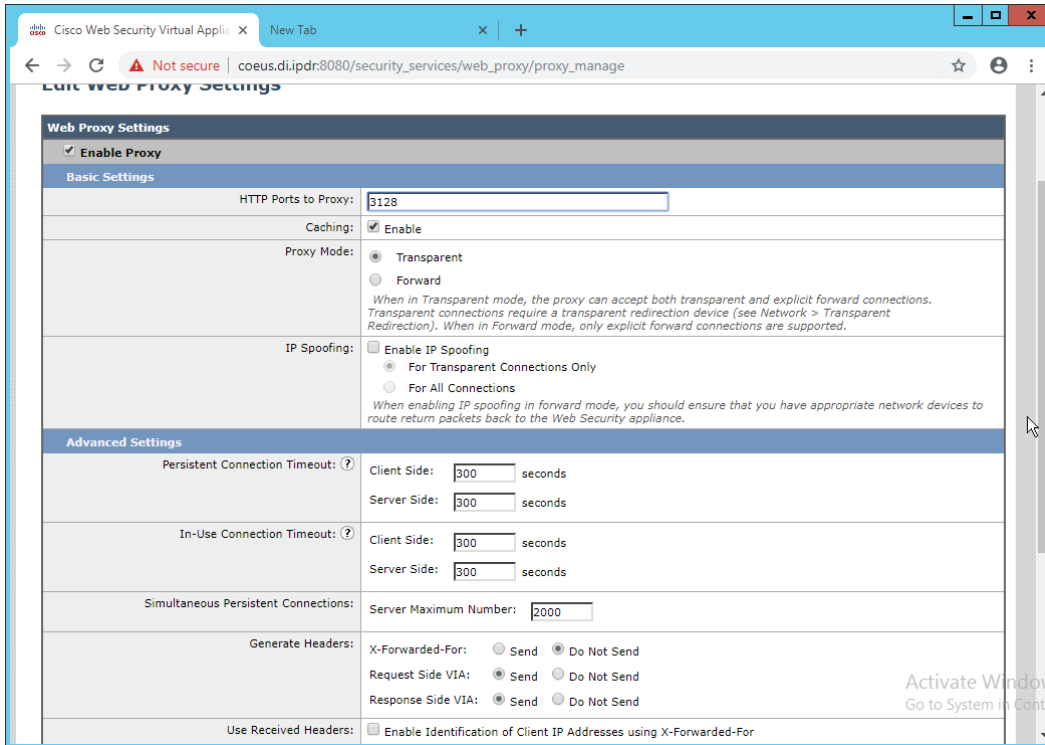 Cisco Web Security Virtual Applia
New Tab
Not secure | coeus.di.ipdr:8080/security_services/web_proxy/proxy_manage
Edit Web Proxy Settings
Web Proxy Settings
Enable Proxy
Basic Settings
HTTP Ports to Proxy: 3128
Caching: Enable
Proxy Mode: Transparent
Forward
When in Transparent mode, the proxy can accept both transparent and explicit forward connections.
Transparent connections require a transparent redirection device (see Network > Transparent
Redirection). When in Forward mode, only explicit forward connections are supported.
IP Spoofing: Enable IP Spoofing
For Transparent Connections Only
For All Connections
When enabling IP spoofing in forward mode, you should ensure that you have appropriate network devices to
route return packets back to the Web Security appliance.
Advanced Settings
Persistent Connection Timeout: ? Client Side: 300 seconds
Server Side: 300 seconds
In-Use Connection Timeout: ? Client Side: 300 seconds
Server Side: 300 seconds
Simultaneous Persistent Connections: Server Maximum Number: 2000
Generate Headers: X-Forwarded-For: Send Do Not Send
Request Side VIA: Send Do Not Send
Response Side VIA: Send Do Not Send
Activate Window
Go to System in Cont
Use Received Headers: Enable Identification of Client IP Addresses using X-Forwarded-For